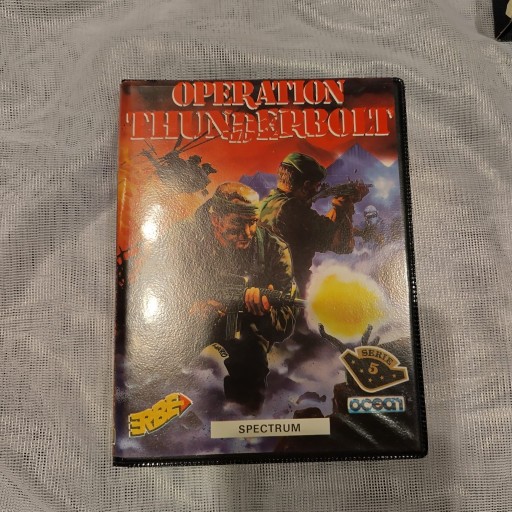 OPERATION
THUNDERBOLT
SERIE
5
ERBE
ocean
SPECTRUM